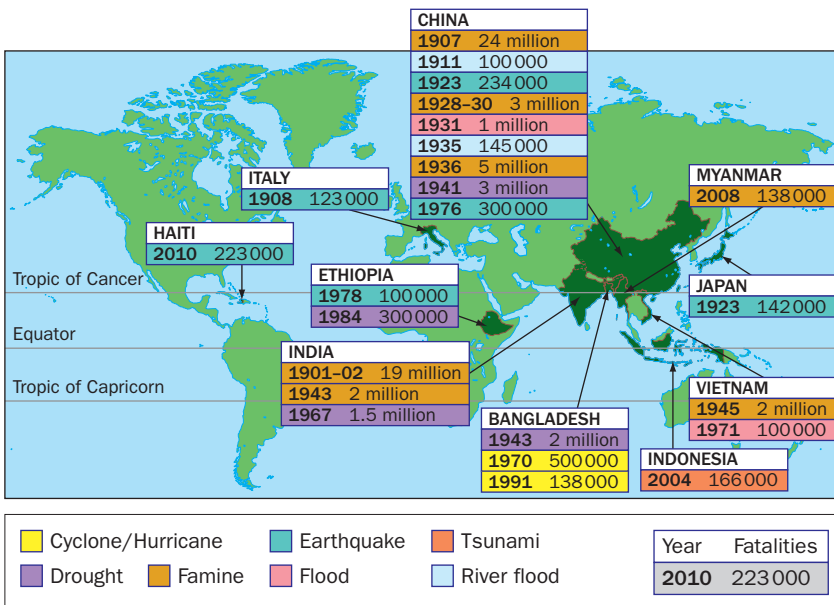 CHINA
1907 24 million
1911 100 000
1923 234 000
1928–30 3 million
1931 1 million
1935 145 000
1936 5 million
1941 3 million
1976 300 000
ITALY
1908 123 000
MYANMAR
2008 138 000
HAITI
2010 223 000
Tropic of Cancer
ETHIOPIA
1978 100 000
1984 300 000
JAPAN
1923 142 000
Equator
INDIA
1901–02 19 million
1943 2 million
1967 1.5 million
Tropic of Capricorn
VIETNAM
1945 2 million
1971 100 000
BANGLADESH
1943 2 million
1970 500 000
1991 138 000
INDONESIA
2004 166 000
Cyclone/Hurricane Earthquake Tsunami
Drought Famine Flood River flood
Year Fatalities
2010 223 000